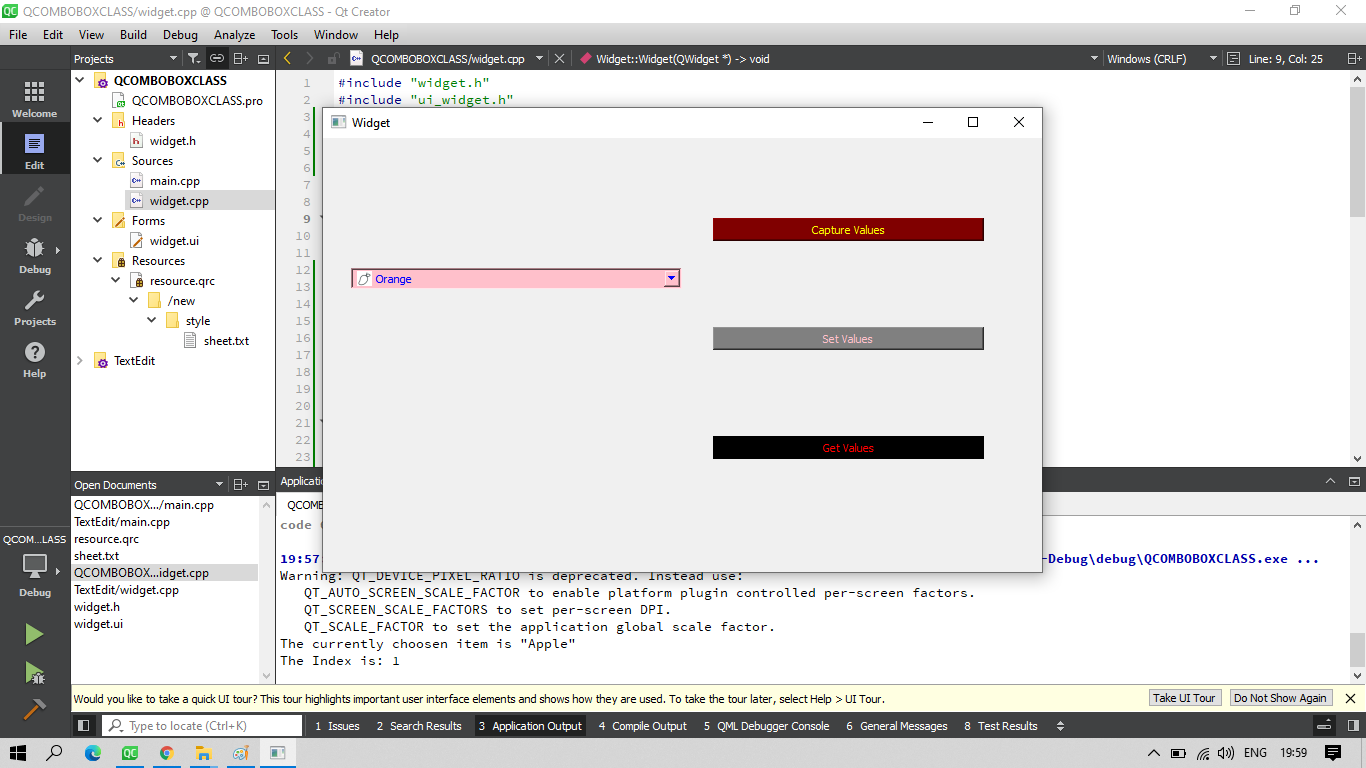 QCOMBOBOXCLASS/widget.cpp @ QCOMBOBOXCLASS - Qt Creator
File Edit View Build Debug Analyze Tools Window Help
Projects
QCOMBOBOXCLASS/widget.cpp
Widget::Widget(QWidget *) -> void
Windows (CRLF)
Line: 9, Col: 25
Welcome
Edit
Design
Debug
Projects
Help
QCOMBOBOXCLASS
QCOMBOBOXCLASS.pro
Headers
widget.h
Sources
main.cpp
widget.cpp
Forms
widget.ui
Resources
resource.qrc
/new
style
sheet.txt
TextEdit
1 #include "widget.h"
2 #include "ui_widget.h"
3
4
5
6
7
8
9
10
11
12
13
14
15
16
17
18
19
20
21
22
23
Widget
Capture Values
Orange
Set Values
Get Values
Open Documents
QCOMBOBOX.../main.cpp
TextEdit/main.cpp
resource.qrc
sheet.txt
QCOMBOBOX...idget.cpp
TextEdit/widget.cpp
widget.h
widget.ui
QCOM...LASS
Debug
Applicatio
QCOMB
code
19:57 -Debug\debug\QCOMBOBOXCLASS.exe ...
Warning: QT_DEVICE_PIXEL_RATIO is deprecated. Instead use:
QT_AUTO_SCREEN_SCALE_FACTOR to enable platform plugin controlled per-screen factors.
QT_SCREEN_SCALE_FACTORS to set per-screen DPI.
QT_SCALE_FACTOR to set the application global scale factor.
The currently choosen item is "Apple"
The Index is: 1
Would you like to take a quick UI tour? This tour highlights important user interface elements and shows how they are used. To take the tour later, select Help > UI Tour.
Take UI Tour
Do Not Show Again
Type to locate (Ctrl+K)
1 Issues 2 Search Results 3 Application Output 4 Compile Output 5 QML Debugger Console 6 General Messages 8 Test Results
ENG 19:59